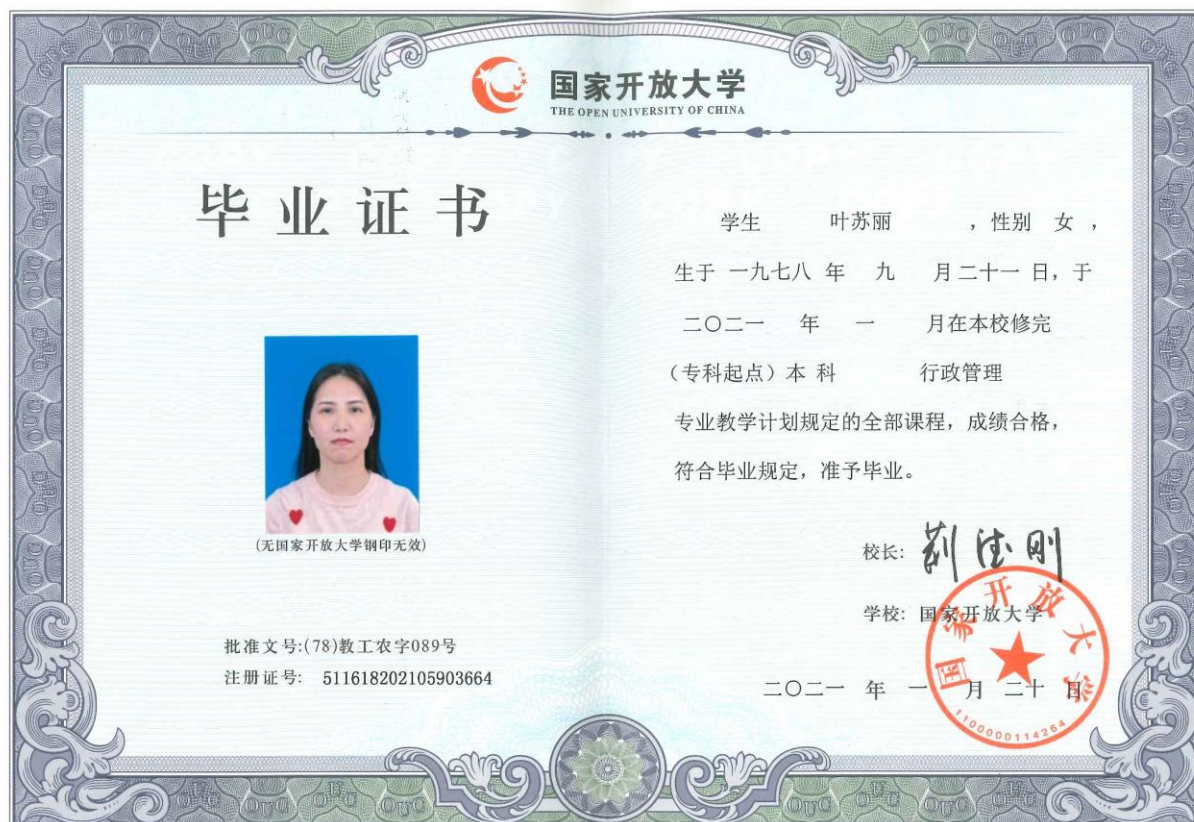 国家开放大学
THE OPEN UNIVERSITY OF CHINA
毕业证书
(无国家开放大学钢印无效)
批准文号:(78)教工农字089号
注册证号: 511618202105903664
学生 叶苏丽 ，性别 女 ，
生于 一九七八 年 九 月 二十一 日，于
二〇二一 年 一 月在本校修完
（专科起点）本 科 行政管理
专业教学计划规定的全部课程，成绩合格，
符合毕业规定，准予毕业。
校长:
学校: 国家开放大学
二〇二一 年 一 月 二十 日
国家开放大学
1100000114264